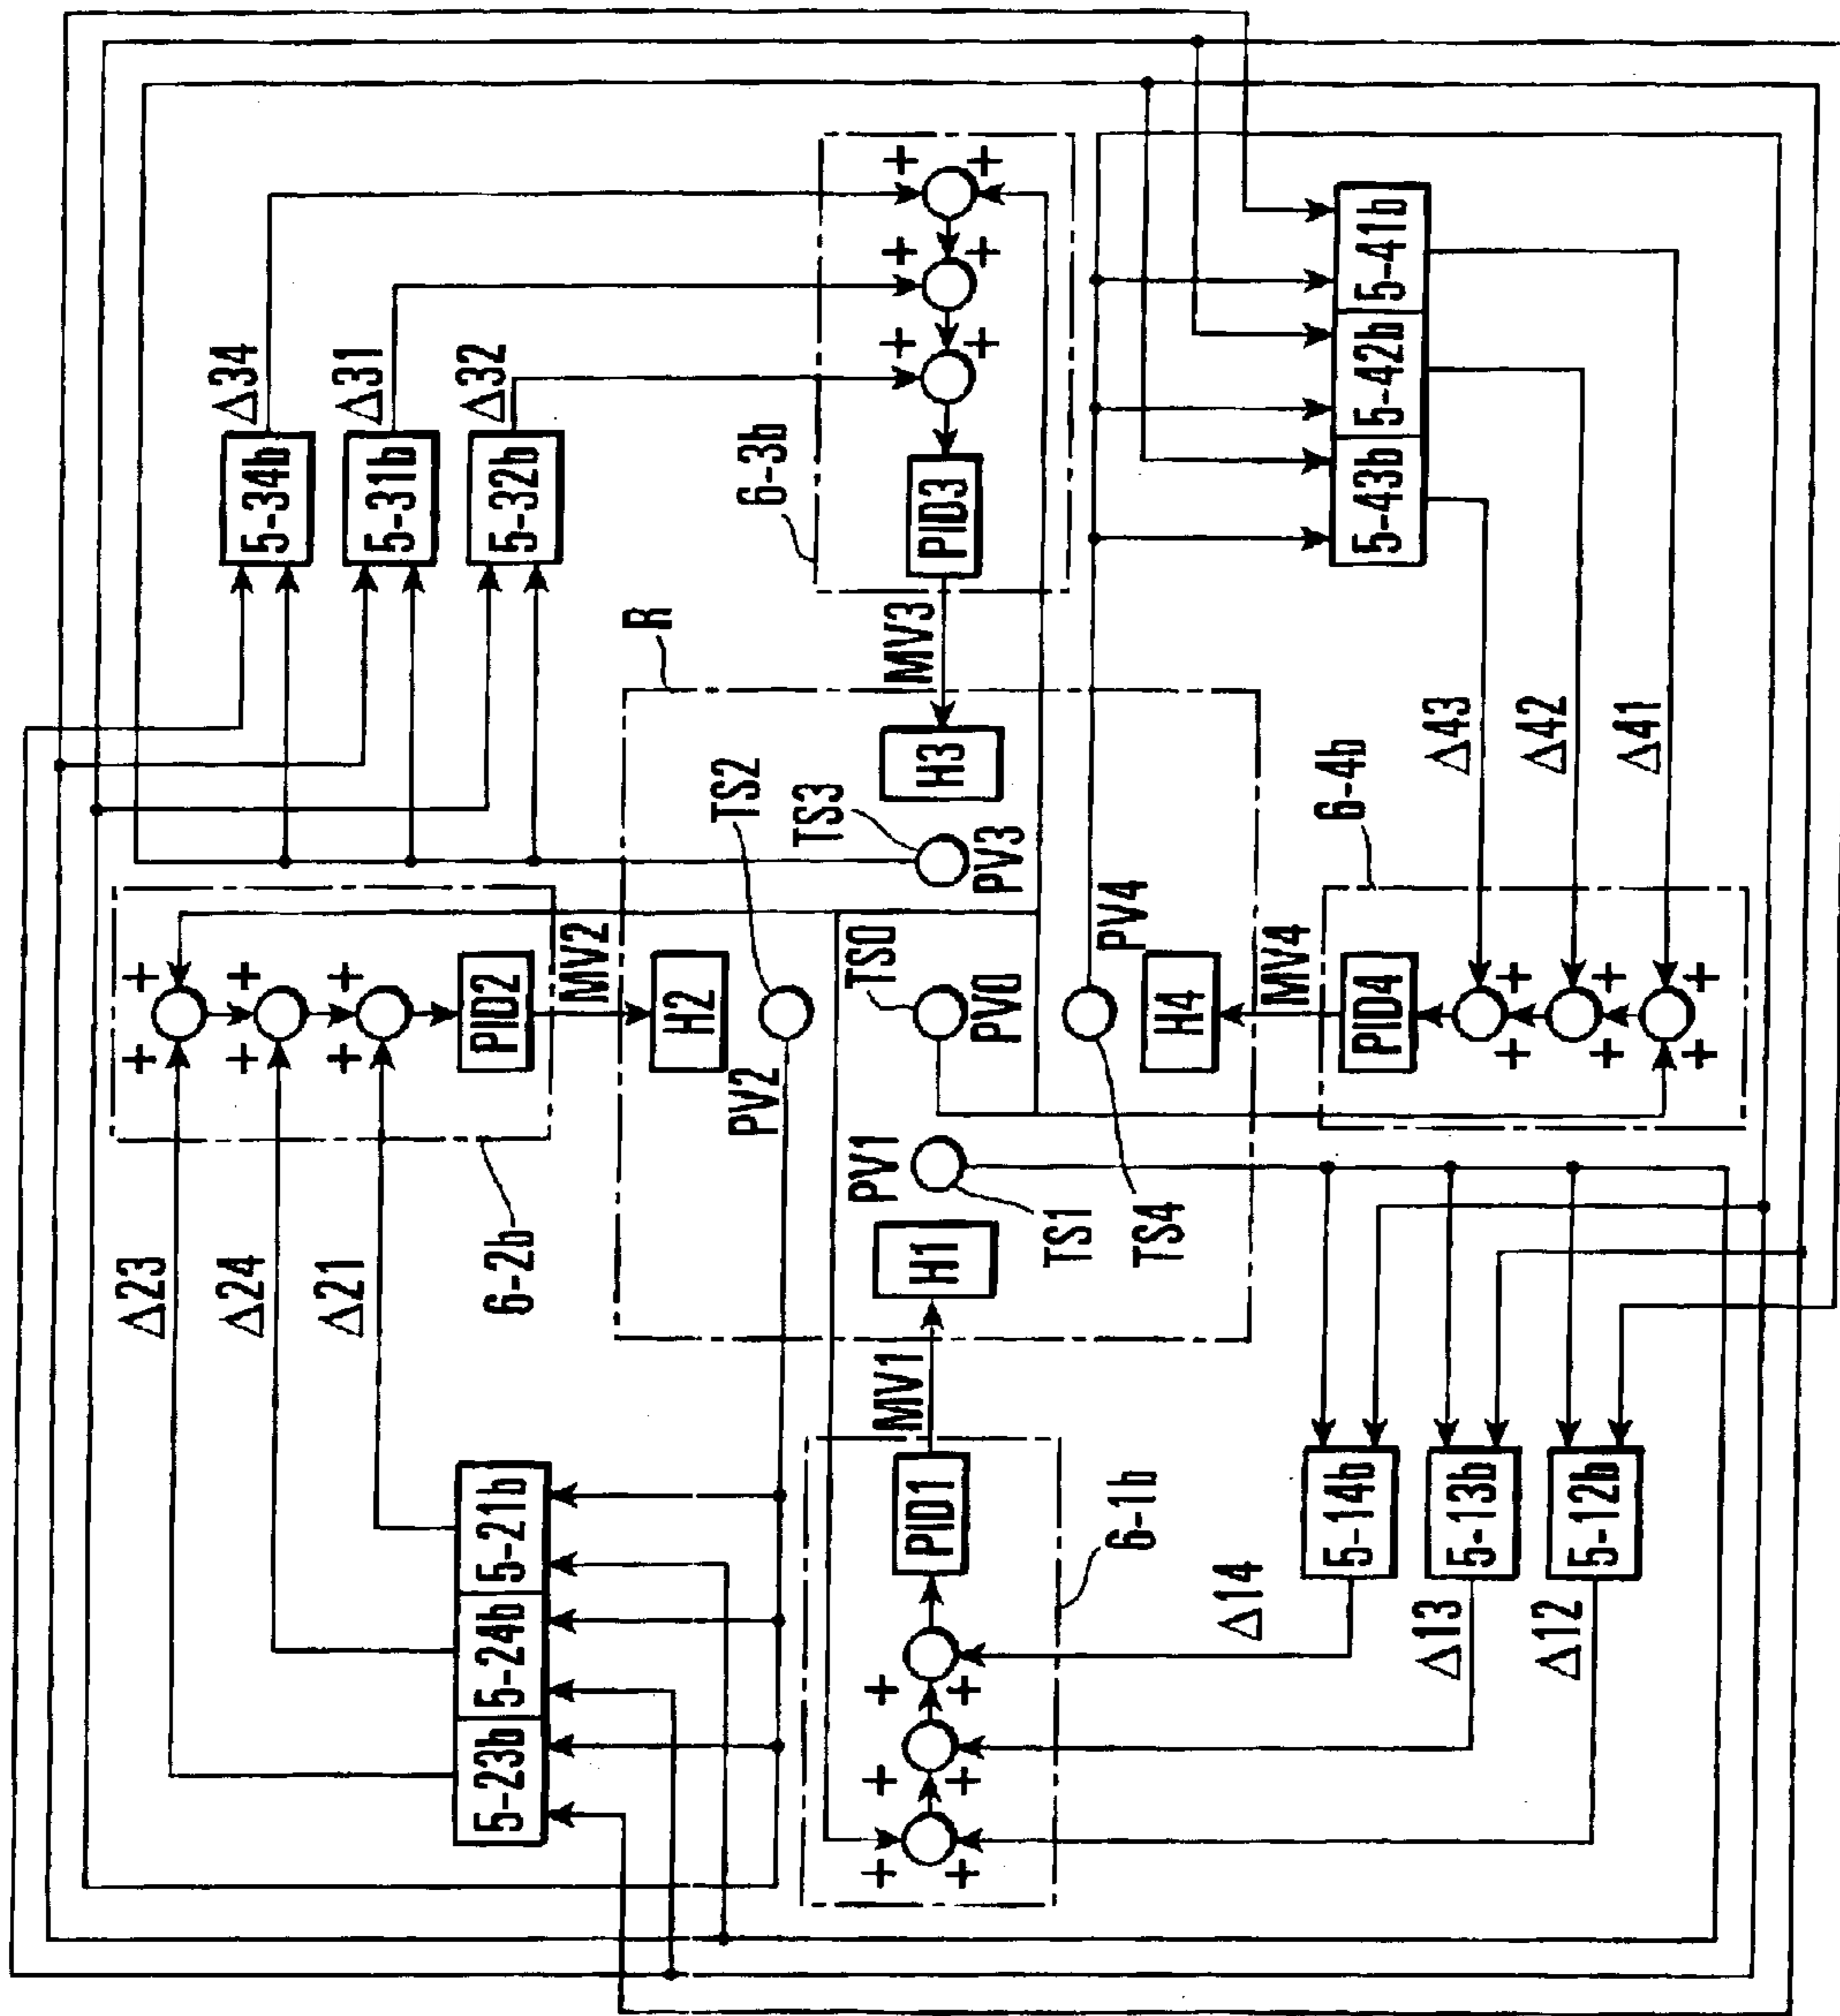 Δ34
5-34b
Δ31
5-31b
Δ32
5-32b
6-3b
PID3
MV3
R
H3
TS2
TS3
PV3
5-41b
5-42b
5-43b
Δ43
Δ42
Δ41
6-4b
PID2
MV2
H2
PV2
TS0
PV0
PV4
H4
MV4
PID4
PV1
TS1
TS4
H1
MV1
PID1
6-1b
6-2b
Δ23
Δ24
Δ21
5-21b
5-24b
5-23b
5-14b
5-13b
5-12b
Δ14
Δ13
Δ12
+ +
+ +
+ +
+ +
+ +
+ +
+ +
+ +
+ +
+ +
+ +
+ +